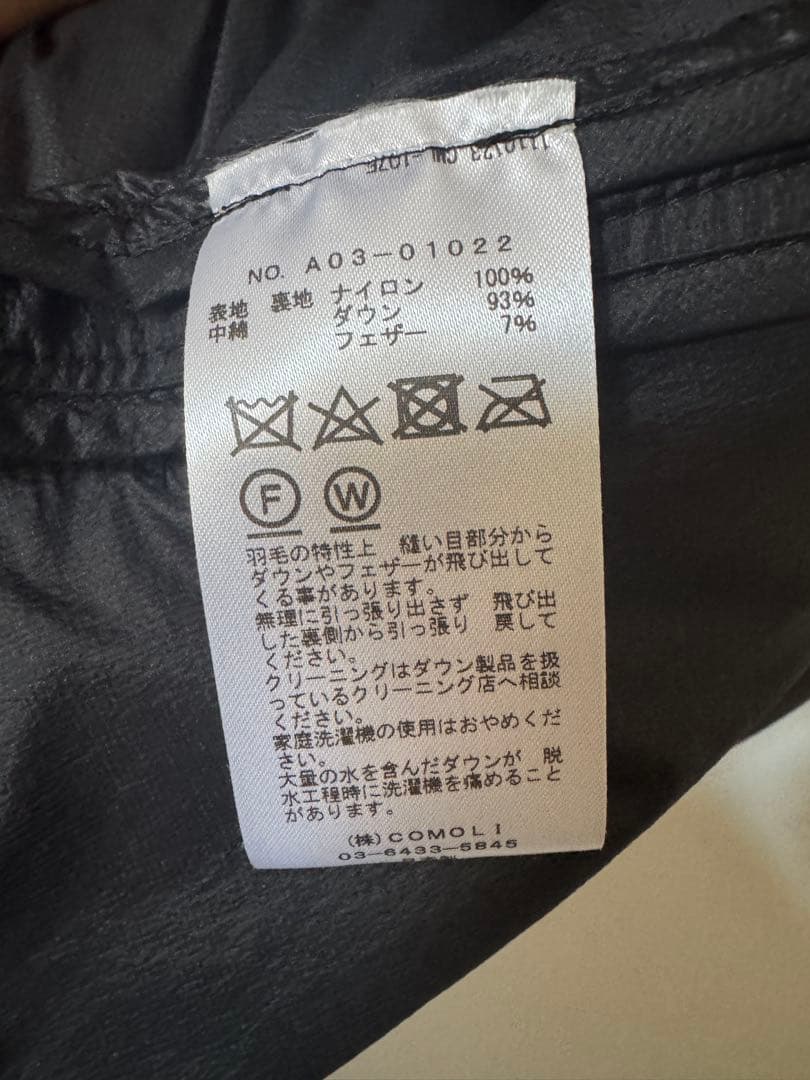 NO. A03-01022
表地 裏地 ナイロン 100%
中綿 ダウン 93%
フェザー 7%
F W
羽毛の特性上 縫い目部分から
ダウンやフェザーが飛び出して
くる事があります。
無理に引っ張り出さず 飛び出
した裏側から引っ張り 戻して
ください。
クリーニングはダウン製品を扱
っているクリーニング店へ相談
ください。
家庭洗濯機の使用はおやめくだ
さい。
大量の水を含んだダウンが 脱
水工程時に洗濯機を痛めること
があります。
(株)COMOLI
03-6433-5845